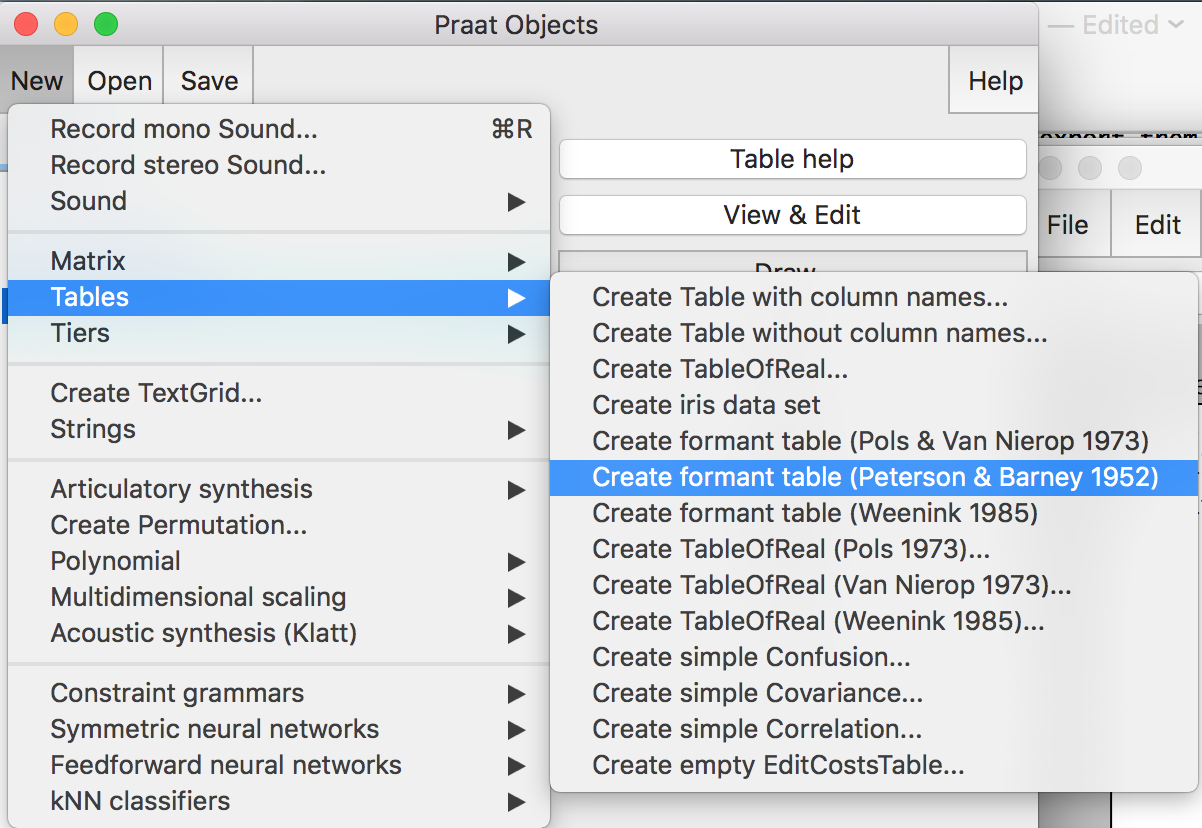 Praat Objects
— Edited
New Open Save Help
Record mono Sound... ⌘R
Record stereo Sound...
Sound
Matrix
Tables
Tiers
Create TextGrid...
Strings
Articulatory synthesis
Create Permutation...
Polynomial
Multidimensional scaling
Acoustic synthesis (Klatt)
Constraint grammars
Symmetric neural networks
Feedforward neural networks
kNN classifiers
Table help
View & Edit
Draw
Create Table with column names...
Create Table without column names...
Create TableOfReal...
Create iris data set
Create formant table (Pols & Van Nierop 1973)
Create formant table (Peterson & Barney 1952)
Create formant table (Weenink 1985)
Create TableOfReal (Pols 1973)...
Create TableOfReal (Van Nierop 1973)...
Create TableOfReal (Weenink 1985)...
Create simple Confusion...
Create simple Covariance...
Create simple Correlation...
Create empty EditCostsTable...
export them
File Edit